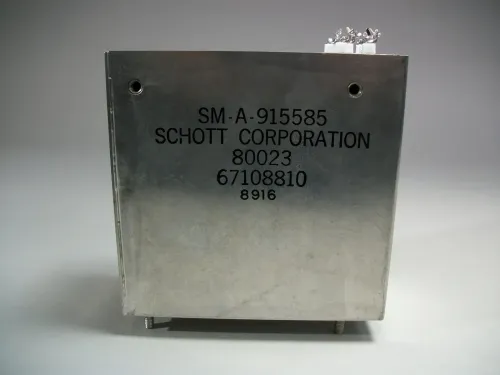 SM-A-915585
SCHOTT CORPORATION
80023
67108810
8916